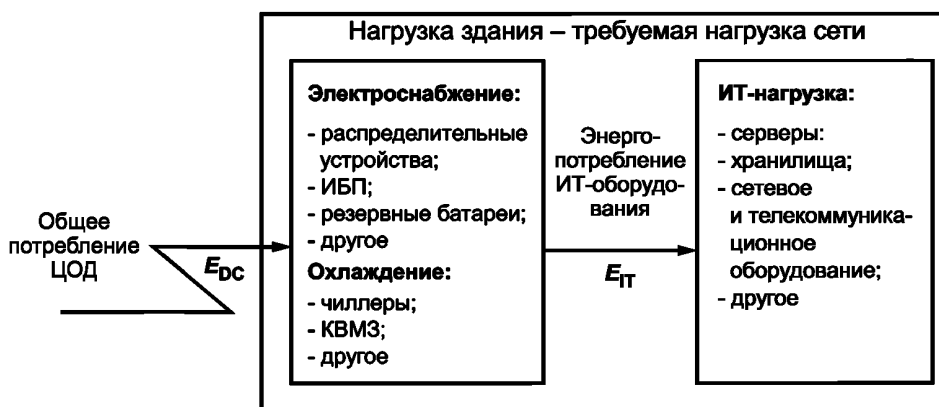 Нагрузка здания – требуемая нагрузка сети
Общее
потребление
ЦОД
E_DC
Электроснабжение:
- распределительные
устройства;
- ИБП;
- резервные батареи;
- другое
Охлаждение:
- чиллеры;
- КВМЗ;
- другое
Энерго-
потребление
ИТ-оборудо-
вания
E_IT
ИТ-нагрузка:
- серверы:
- хранилища;
- сетевое
и телекоммуника-
ционное
оборудование;
- другое